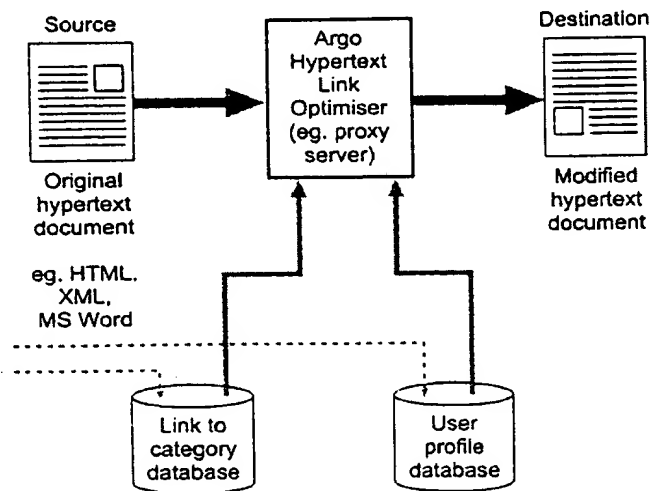 Source
Original
hypertext
document
eg. HTML.
XML,
MS Word
Argo
Hypertext
Link
Optimiser
(eg. proxy
server)
Destination
Modified
hypertext
document
Link to
category
database
User
profile
database